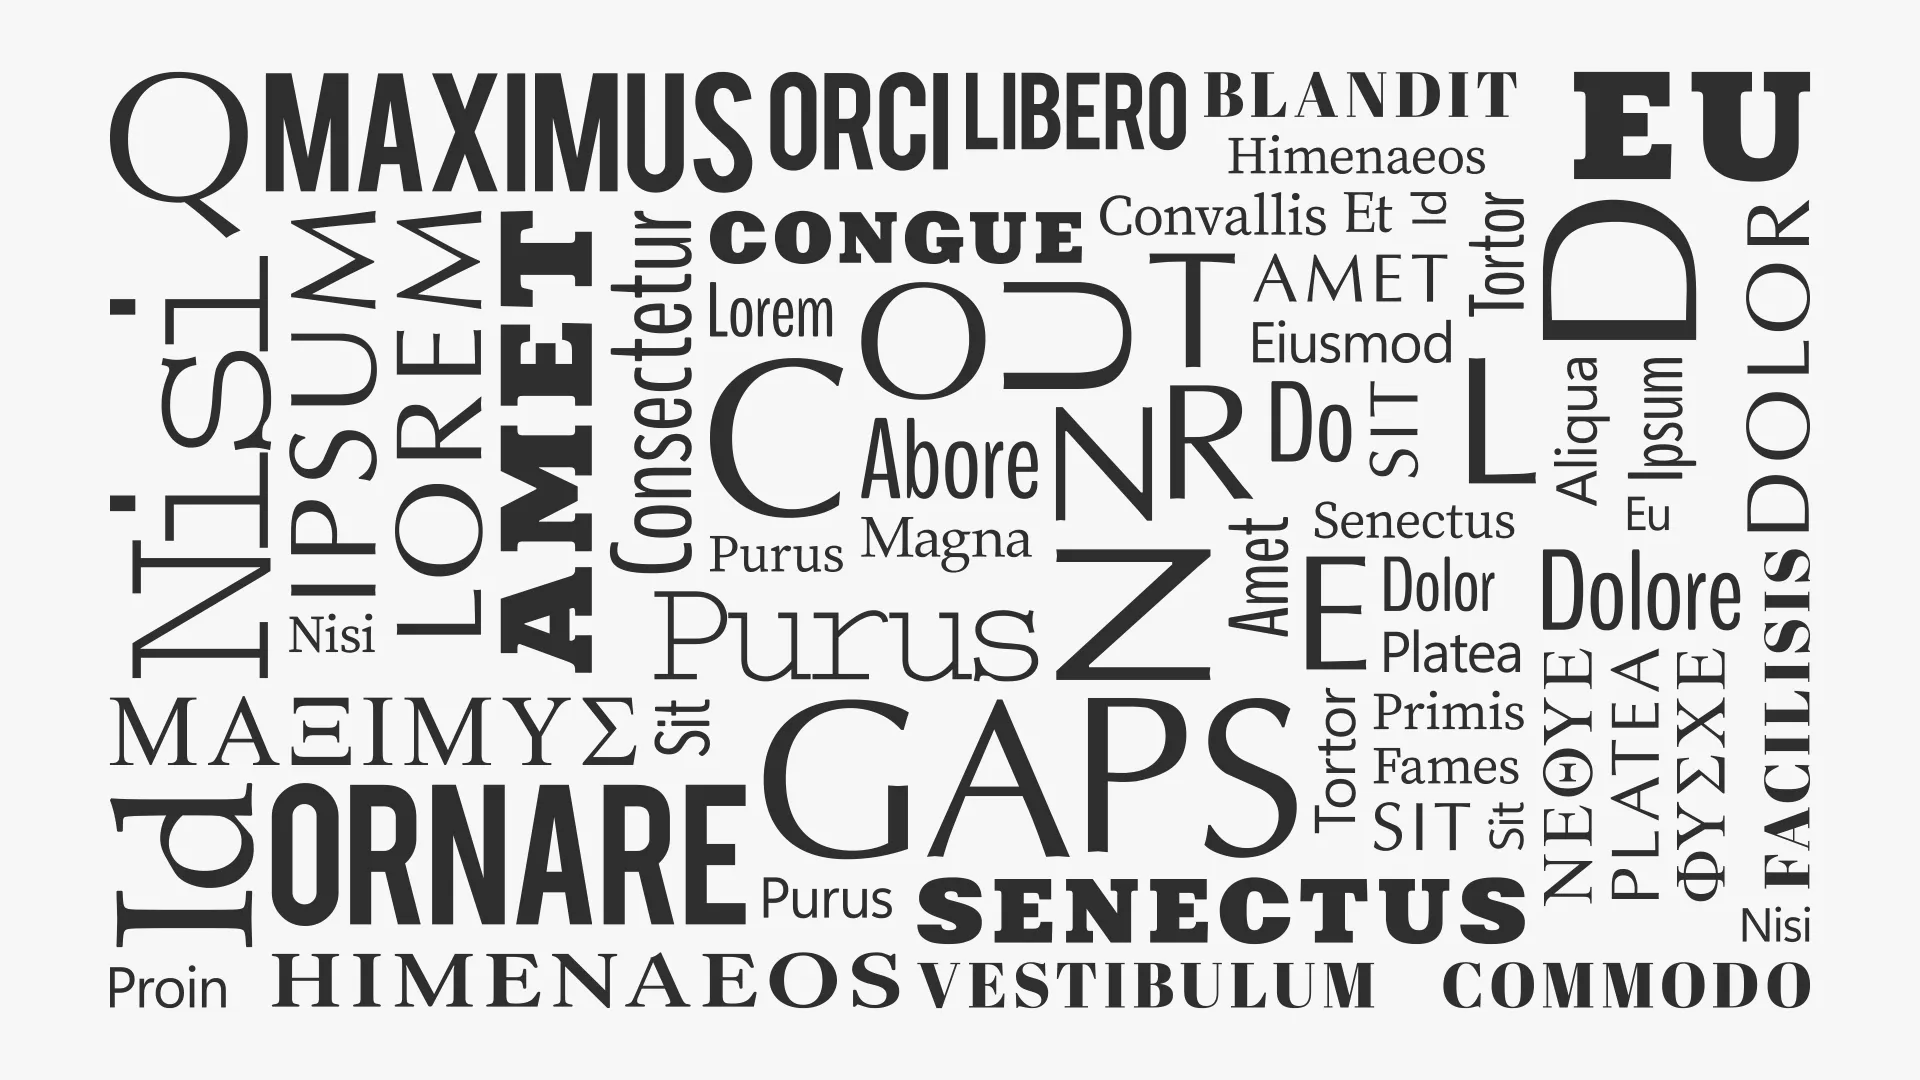 Q
MAXIMUS
ORCI
LIBERO
BLANDIT
EU
Himenaeos
Convallis
Et
Id
Tortor
D
DOLOR
Nisi
IPSUM
LOREM
AMET
Consectetur
CONGUE
Lorem
O
U
T
AMET
Eiusmod
C
Abore
N
R
Do
SIT
L
Aliqua
Ipsum
Eu
Purus
Magna
Amet
Senectus
Nisi
Purus
Z
E
Dolor
Platea
Dolore
FACILISIS
ΜΑΞΙΜΥΣ
Sit
GAPS
Tortor
Primis
Fames
SIT
Sit
ΝΕΘΥΕ
PLATEA
ΦΥΣΧΕ
Id
ORNARE
Purus
SENECTUS
Nisi
Proin
HIMENAEOS
VESTIBULUM
COMMODO